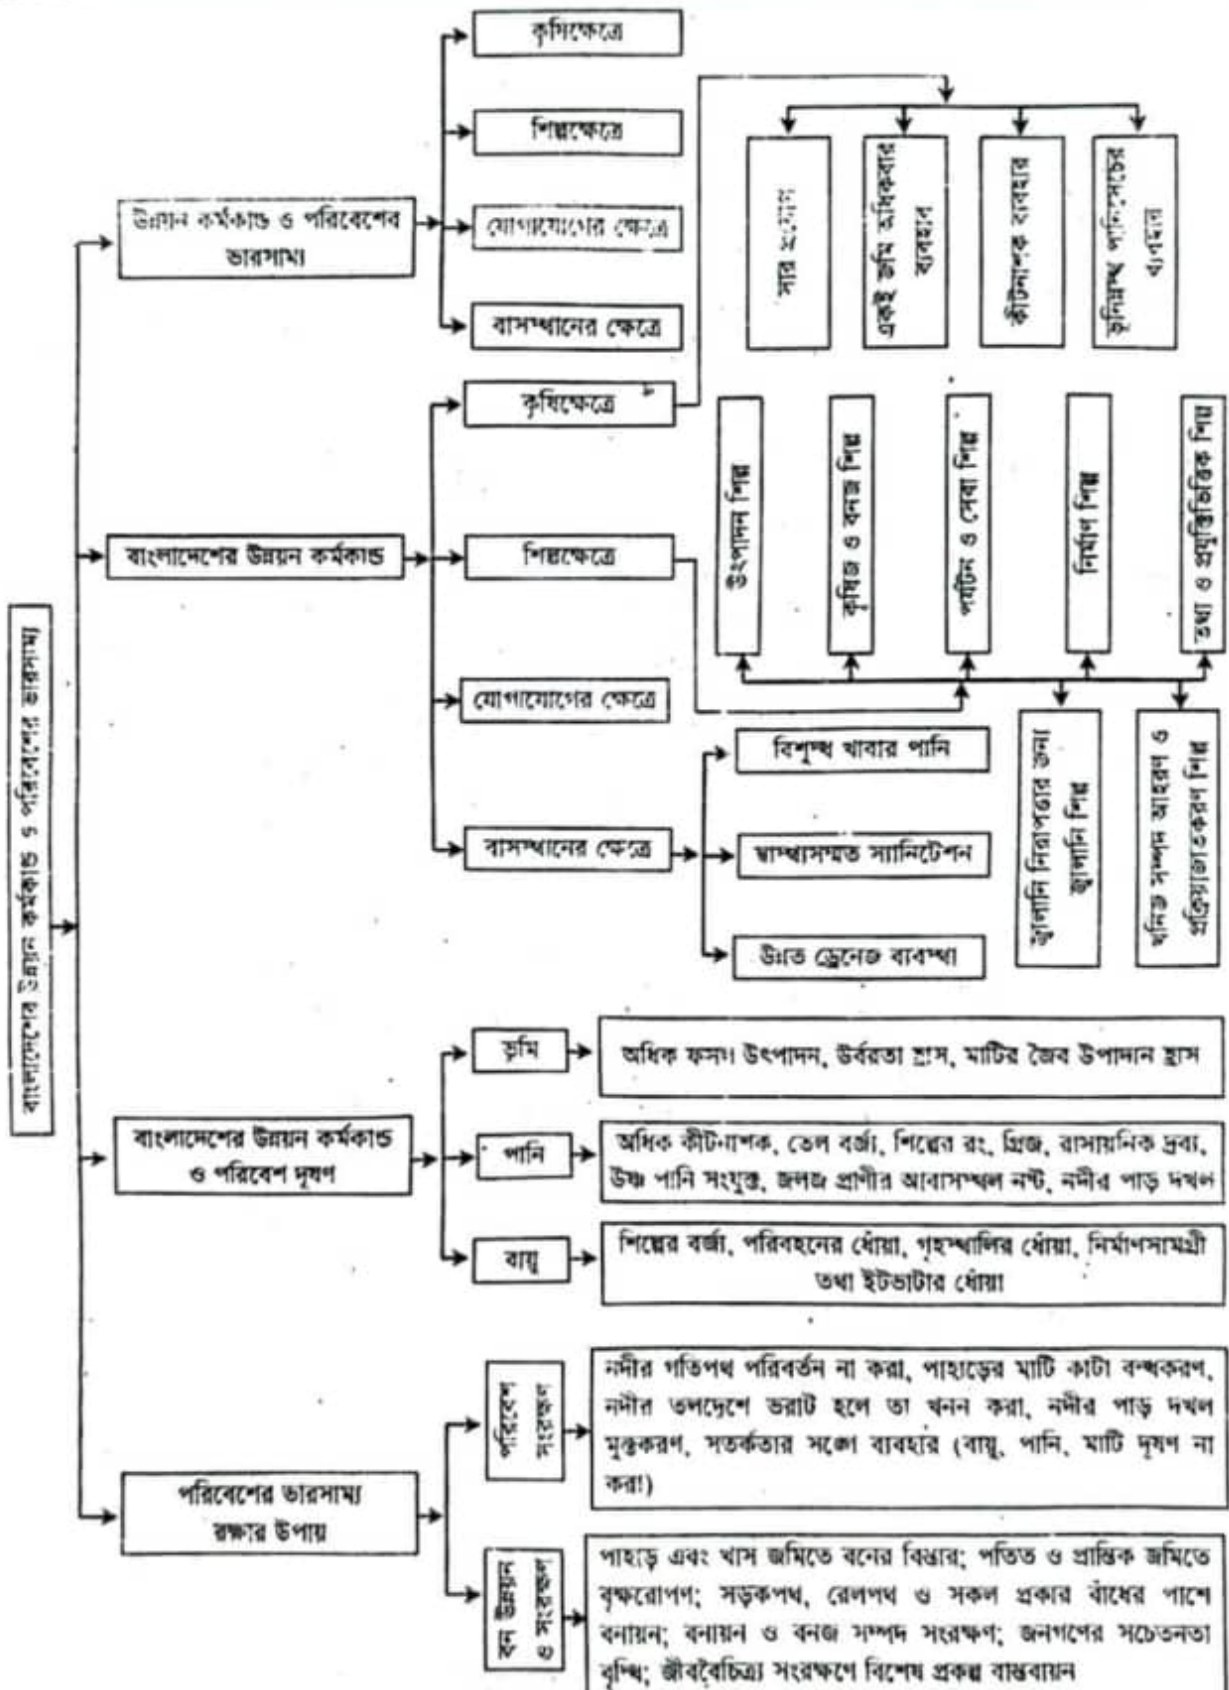 বাংলাদেশের উন্নয়ন কর্মকান্ড ও পরিবেশের ভারসাম্য
উন্নয়ন কর্মকান্ড ও পরিবেশের
ভারসাম্য
কৃষিক্ষেত্রে
শিল্পক্ষেত্রে
যোগাযোগের ক্ষেত্রে
বাসস্থানের ক্ষেত্রে
বাংলাদেশের উন্নয়ন কর্মকান্ড
কৃষিক্ষেত্রে
সার
একই জমি অধিকবার
ব্যবহার
কীটনাশক ব্যবহার
শিল্পক্ষেত্রে
উৎপাদন শিল্প
কৃষিজ ও বনজ শিল্প
পর্যটন ও সেবা শিল্প
নির্মাণ শিল্প
তথ্য ও প্রযুক্তিভিত্তিক শিল্প
জ্বালানি নিরাপত্তার জন্য
জ্বালানি শিল্প
খনিজ সম্পদ আহরণ ও
প্রক্রিয়াজাতকরণ শিল্প
যোগাযোগের ক্ষেত্রে
বাসস্থানের ক্ষেত্রে
বিশুদ্ধ খাবার পানি
স্বাস্থ্যসম্মত স্যানিটেশন
উন্নত ড্রেনেজ ব্যবস্থা
বাংলাদেশের উন্নয়ন কর্মকান্ড
ও পরিবেশ দূষণ
ভূমি
অধিক ফসল উৎপাদন, উর্বরতা হ্রাস, মাটির জৈব উপাদান হ্রাস
পানি
অধিক কীটনাশক, তেল বর্জ্য, শিল্পের রং, গ্রিজ, রাসায়নিক দ্রব্য,
উষ্ণ পানি সংযুক্ত, জলজ প্রাণীর আবাসস্থল নষ্ট, নদীর পাড় দখল
বায়ু
শিল্পের বর্জ্য, পরিবহনের ধোঁয়া, গৃহস্থালির ধোঁয়া, নির্মাণসামগ্রী
তথা ইটভাটার ধোঁয়া
পরিবেশের ভারসাম্য
রক্ষার উপায়
পরিবেশ
সংরক্ষণ
নদীর গতিপথ পরিবর্তন না করা, পাহাড়ের মাটি কাটা বন্ধকরণ,
নদীর তলদেশে ভরাট হলে তা খনন করা, নদীর পাড় দখল
মুক্তকরণ, সতর্কতার সঙ্গে ব্যবহার (বায়ু, পানি, মাটি দূষণ না
করা)
বন উন্নয়ন
ও সংরক্ষণ
পাহাড়ে এবং খাস জমিতে বনের বিস্তার; পতিত ও প্রান্তিক জমিতে
বৃক্ষরোপণ; সড়কপথ, রেলপথ ও সকল প্রকার বাঁধের পাশে
বনায়ন; বনায়ন ও বনজ সম্পদ সংরক্ষণ; জনগণের সচেতনতা
বৃদ্ধি; জীববৈচিত্র্য সংরক্ষণে বিশেষ প্রকল্প বাস্তবায়ন